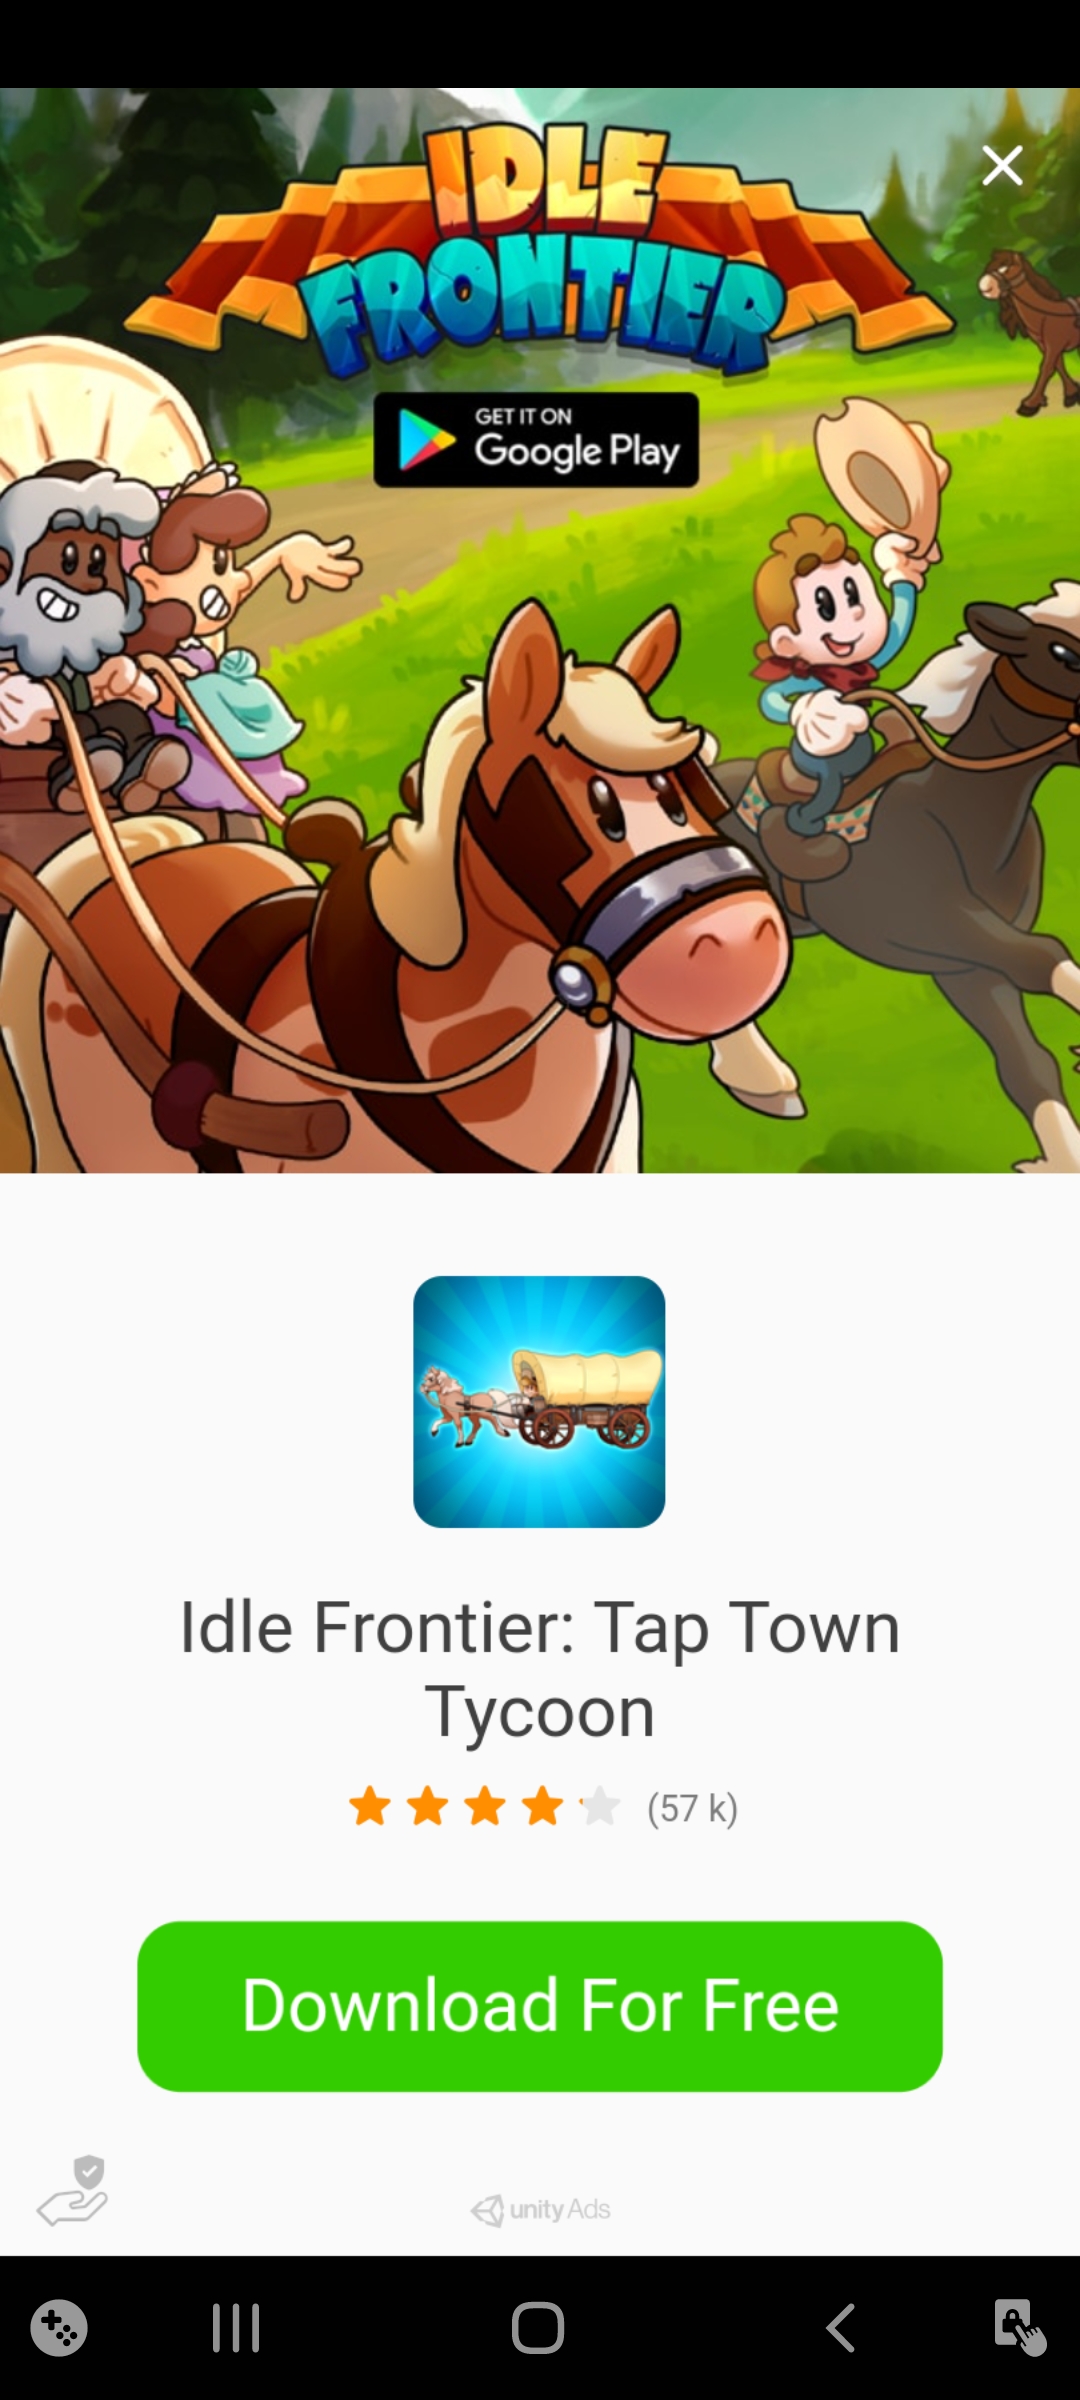 IDLE
FRONTIER
GET IT ON
Google Play
Idle Frontier: Tap Town
Tycoon
(57 k)
Download For Free
unity Ads